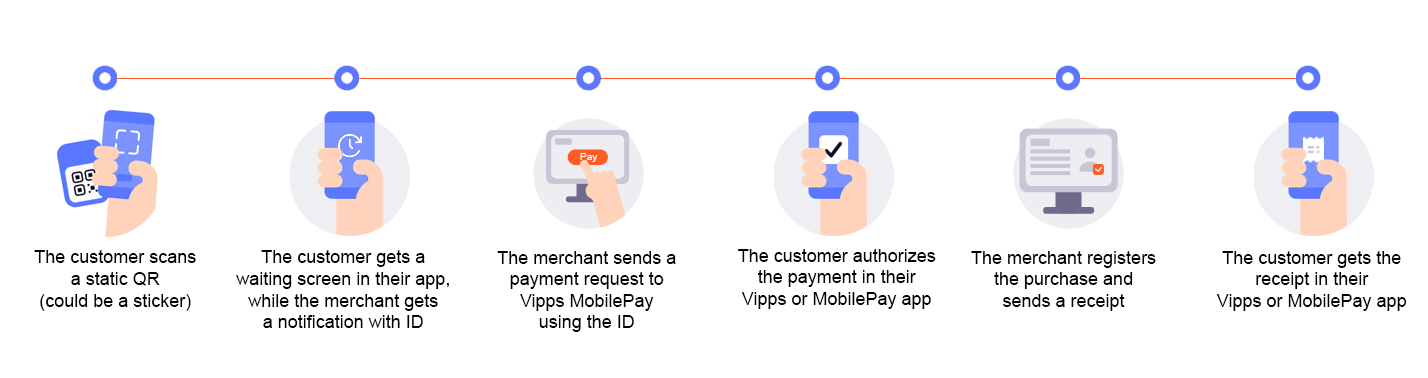 Pay
The customer scans
a static QR
(could be a sticker)
The customer gets a
waiting screen in their app,
while the merchant gets
a notification with ID
The merchant sends a
payment request to
Vipps MobilePay
using the ID
The customer authorizes
the payment in their
Vipps or MobilePay app
The merchant registers
the purchase and
sends a receipt
The customer gets the
receipt in their
Vipps or MobilePay app